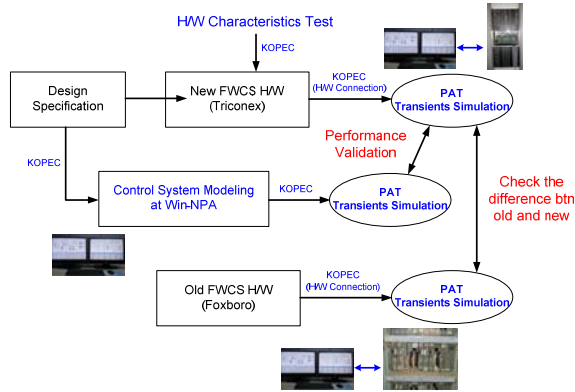 H/W Characteristics Test
KOPEC
Design
Specification
New FWCS H/W
(Triconex)
KOPEC
(H/W Connection)
PAT
Transients Simulation
Performance
Validation
KOPEC
Control System Modeling
at Win-NPA
KOPEC
PAT
Transients Simulation
Check the
difference btn
old and new
Old FWCS H/W
(Foxboro)
KOPEC
(H/W Connection)
PAT
Transients Simulation